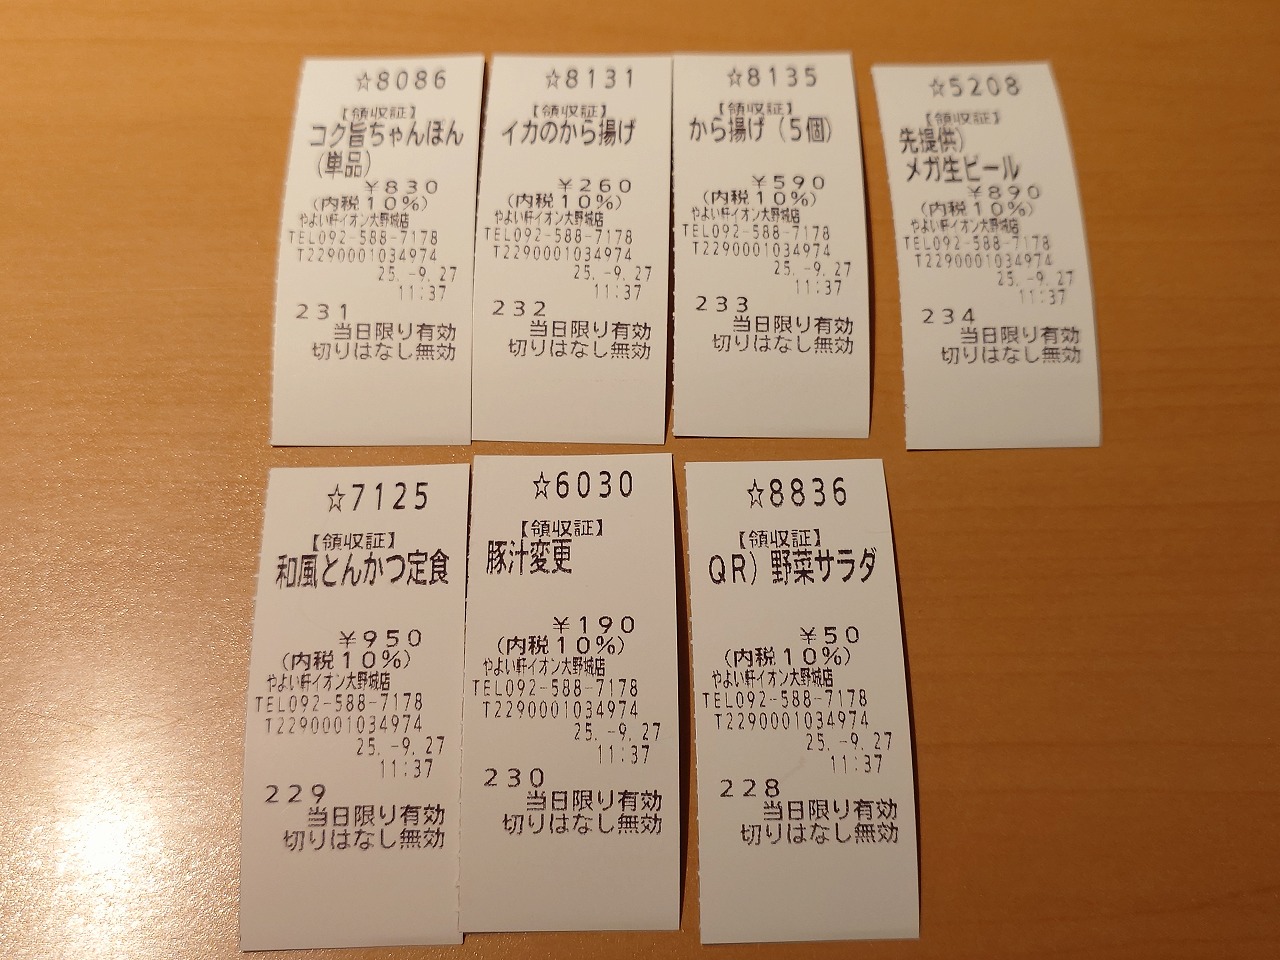 ☆8086
【領収証】
コク旨ちゃんぽん
(単品)
¥830
(内税10%)
やよい軒イオン大野城店
TEL092-588-7178
T2290001034974
25.-9.27
11:37
231
当日限り有効
切りはなし無効
☆8131
【領収証】
イカのから揚げ
¥260
(内税10%)
やよい軒イオン大野城店
TEL092-588-7178
T2290001034974
25.-9.27
11:37
232
当日限り有効
切りはなし無効
☆8135
【領収証】
から揚げ(5個)
¥590
(内税10%)
やよい軒イオン大野城店
TEL092-588-7178
T2290001034974
25.-9.27
11:37
233
当日限り有効
切りはなし無効
☆5208
【領収証】
先提供)
メガ生ビール
¥890
(内税10%)
やよい軒イオン大野城店
TEL092-588-7178
T2290001034974
25.-9.27
11:37
234
当日限り有効
切りはなし無効
☆7125
【領収証】
和風とんかつ定食
¥950
(内税10%)
やよい軒イオン大野城店
TEL092-588-7178
T2290001034974
25.-9.27
11:37
229
当日限り有効
切りはなし無効
☆6030
【領収証】
豚汁変更
¥190
(内税10%)
やよい軒イオン大野城店
TEL092-588-7178
T2290001034974
25.-9.27
11:37
230
当日限り有効
切りはなし無効
☆8836
【領収証】
QR)野菜サラダ
¥50
(内税10%)
やよい軒イオン大野城店
TEL092-588-7178
T2290001034974
25.-9.27
11:37
228
当日限り有効
切りはなし無効